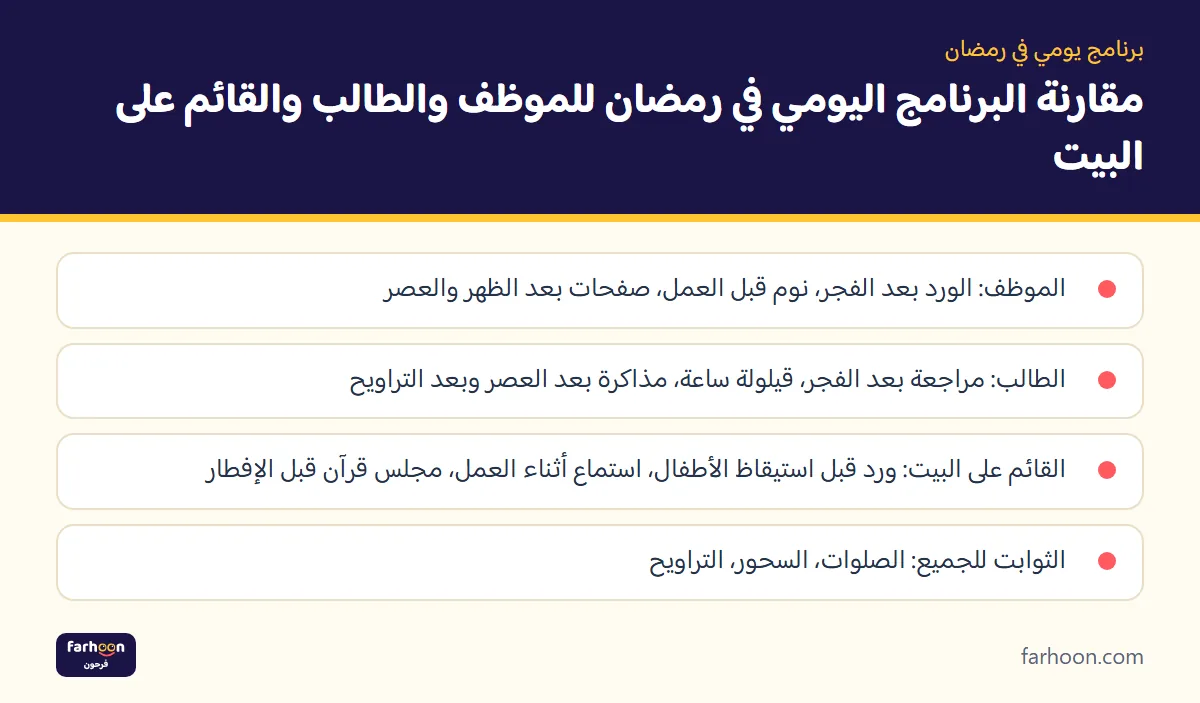 برنامج يومي في رمضان
مقارنة البرنامج اليومي في رمضان للموظف والطالب والقائم على
البيت
الموظف: الورد بعد الفجر، نوم قبل العمل، صفحات بعد الظهر والعصر
الطالب: مراجعة بعد الفجر، قيلولة ساعة، مذاكرة بعد العصر وبعد التراويح
القائم على البيت: ورد قبل استيقاظ الأطفال، استماع أثناء العمل، مجلس قرآن قبل الإفطار
الثوابت للجميع: الصلوات، السحور، التراويح
farhoon.com
farhoon
فرحون